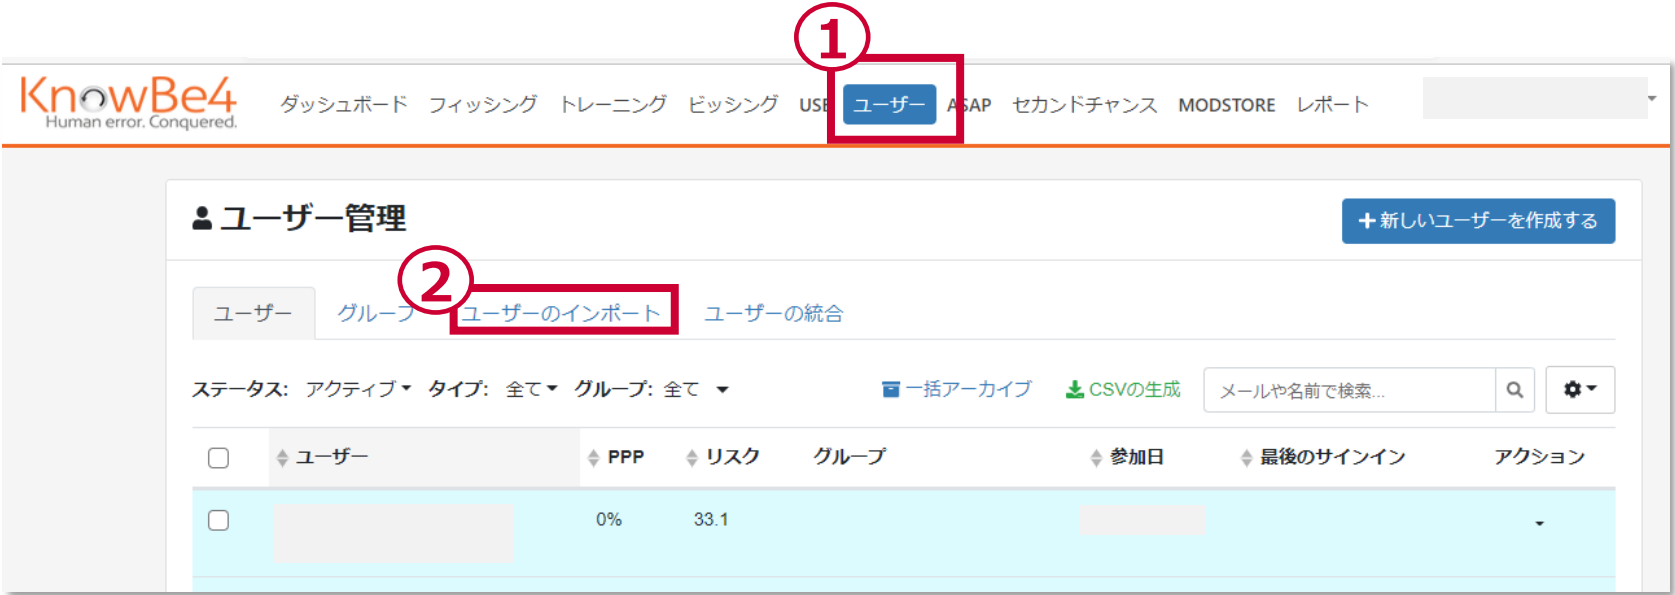 ①
KnowBe4
Human error. Conquered.
ダッシュボード フィッシング トレーニング ビッシング USB ユーザー ASAP セカンドチャンス MODSTORE レポート
ユーザー管理
+新しいユーザーを作成する
②
ユーザー グループ ユーザーのインポート ユーザーの統合
ステータス: アクティブ タイプ: 全て グループ: 全て 一括アーカイブ CSVの生成 メールや名前で検索...
ユーザー PPP リスク グループ 参加日 最後のサインイン アクション
0% 33.1